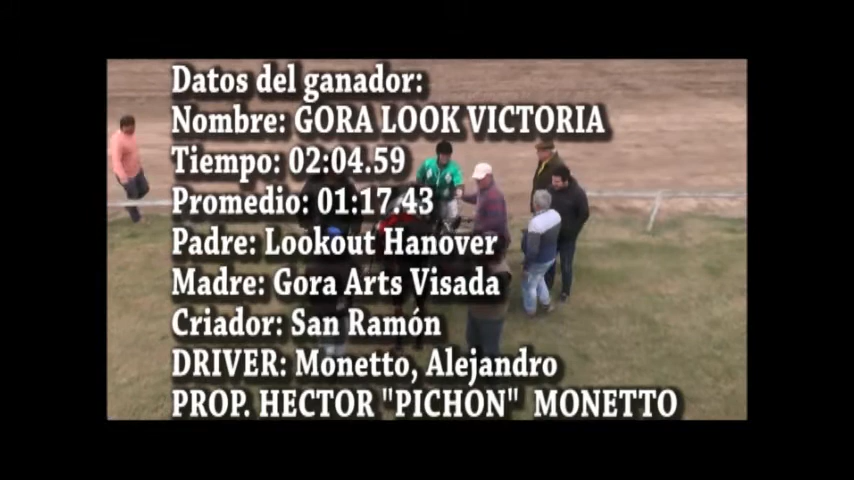 Datos del ganador:
Nombre: GORA LOOK VICTORIA
Tiempo: 02:04.59
Promedio: 01:17.43
Padre: Lookout Hanover
Madre: Gora Arts Visada
Criador: San Ramón
DRIVER: Monetto, Alejandro
PROP. HECTOR "PICHON" MONETTO